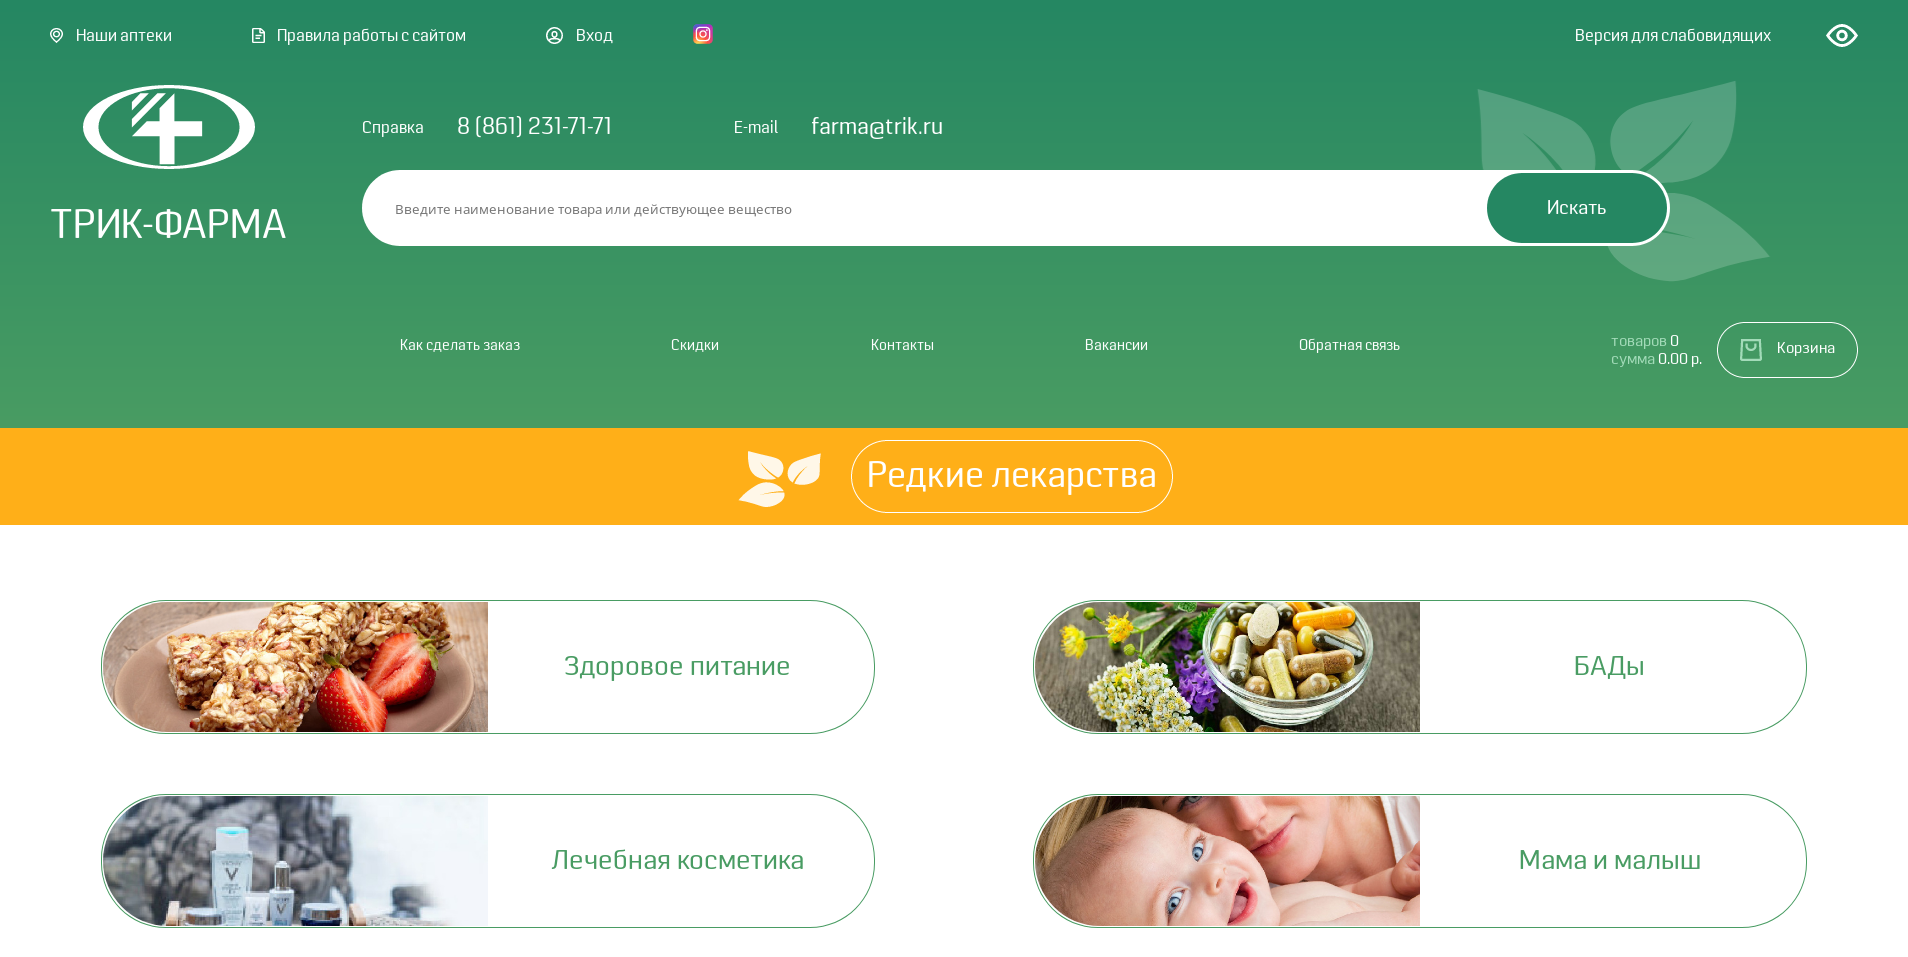 Наши аптеки
Правила работы с сайтом
Вход
Версия для слабовидящих
ТРИК-ФАРМА
Справка 8 (861) 231-71-71
E-mail farma@trik.ru
Введите наименование товара или действующее вещество
Искать
Как сделать заказ
Скидки
Контакты
Вакансии
Обратная связь
товаров 0
сумма 0.00 р.
Корзина
Редкие лекарства
Здоровое питание
БАДы
Лечебная косметика
Мама и малыш